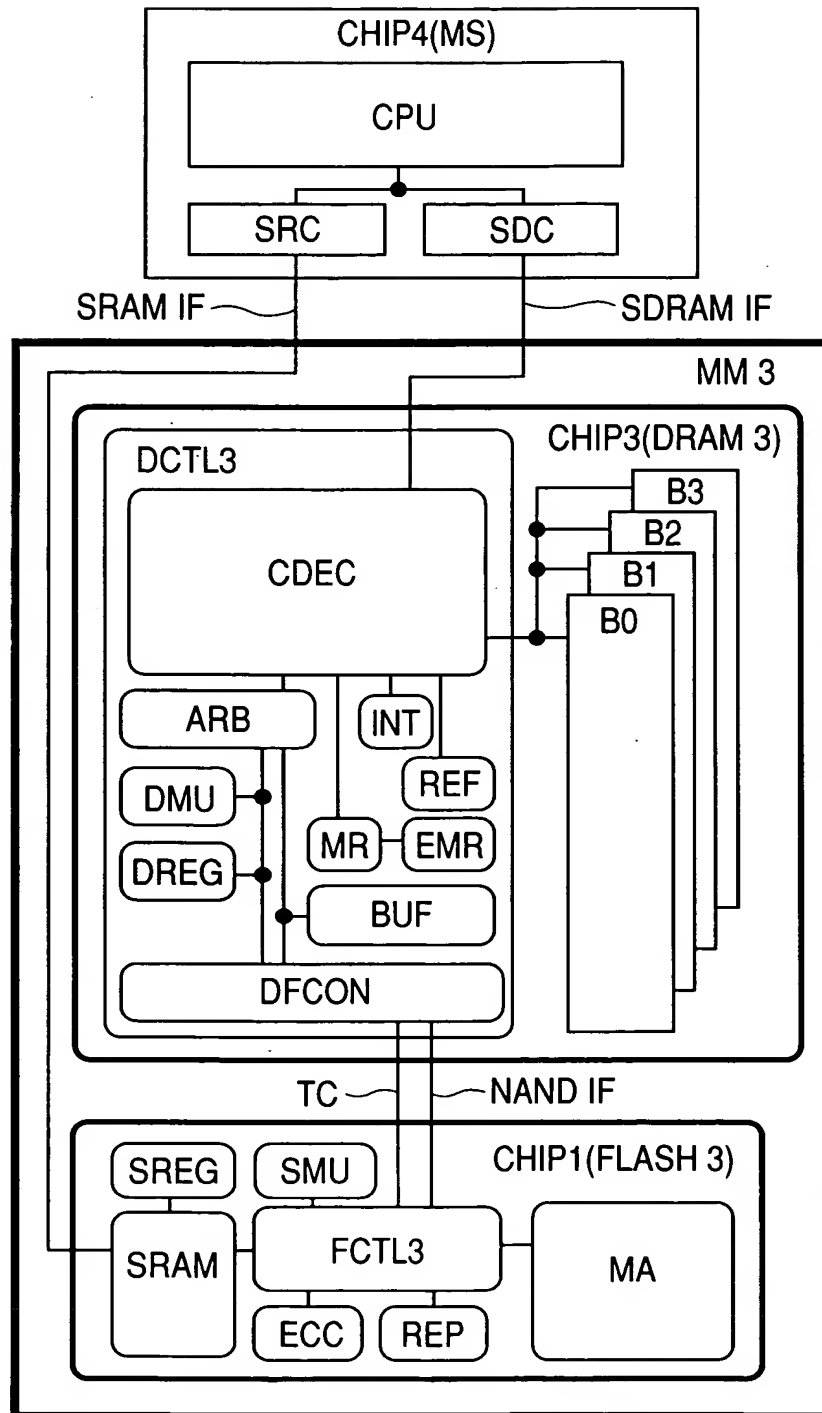 CHIP4(MS)
CPU
SRC
SDC
SRAM IF
SDRAM IF
MM 3
CHIP3(DRAM 3)
DCTL3
B3
B2
B1
B0
CDEC
ARB
INT
REF
DMU
MR
EMR
DREG
BUF
DFCON
TC
NAND IF
CHIP1(FLASH 3)
SREG
SMU
SRAM
FCTL3
MA
ECC
REP